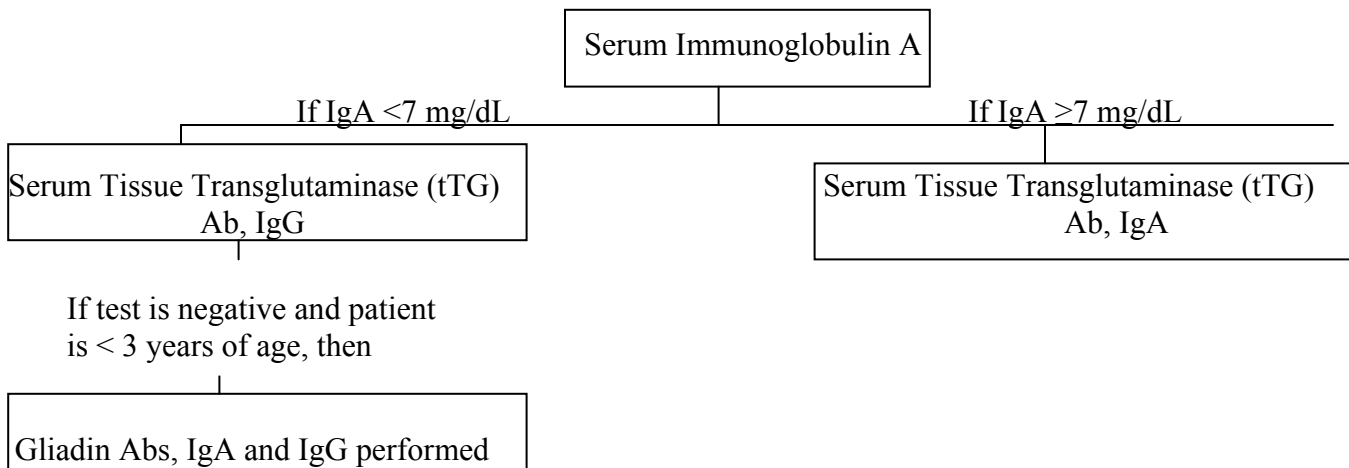 Serum Immunoglobulin A
If IgA <7 mg/dL
If IgA ≥7 mg/dL
Serum Tissue Transglutaminase (tTG)
Ab, IgG
Serum Tissue Transglutaminase (tTG)
Ab, IgA
If test is negative and patient
is < 3 years of age, then
Gliadin Abs, IgA and IgG performed